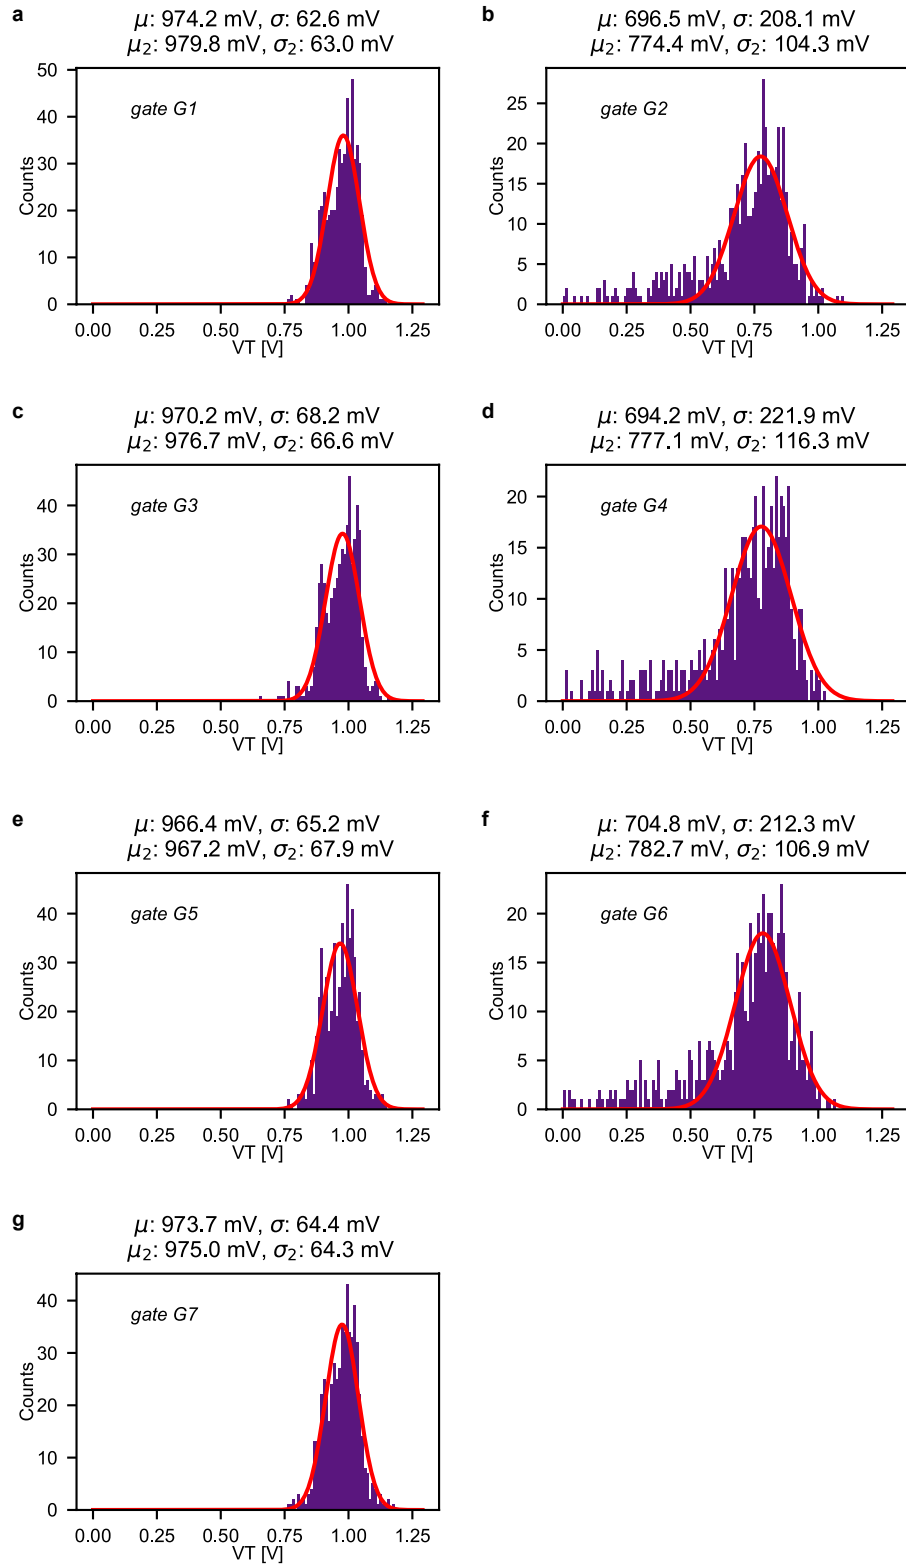 a
μ: 974.2 mV, σ: 62.6 mV
μ₂: 979.8 mV, σ₂: 63.0 mV
50
40
30
20
10
0
Counts
gate G1
0.00 0.25 0.50 0.75 1.00 1.25
VT [V]
b
μ: 696.5 mV, σ: 208.1 mV
μ₂: 774.4 mV, σ₂: 104.3 mV
25
20
15
10
5
0
Counts
gate G2
0.00 0.25 0.50 0.75 1.00 1.25
VT [V]
c
μ: 970.2 mV, σ: 68.2 mV
μ₂: 976.7 mV, σ₂: 66.6 mV
40
30
20
10
0
Counts
gate G3
0.00 0.25 0.50 0.75 1.00 1.25
VT [V]
d
μ: 694.2 mV, σ: 221.9 mV
μ₂: 777.1 mV, σ₂: 116.3 mV
20
15
10
5
0
Counts
gate G4
0.00 0.25 0.50 0.75 1.00 1.25
VT [V]
e
μ: 966.4 mV, σ: 65.2 mV
μ₂: 967.2 mV, σ₂: 67.9 mV
40
30
20
10
0
Counts
gate G5
0.00 0.25 0.50 0.75 1.00 1.25
VT [V]
f
μ: 704.8 mV, σ: 212.3 mV
μ₂: 782.7 mV, σ₂: 106.9 mV
20
15
10
5
0
Counts
gate G6
0.00 0.25 0.50 0.75 1.00 1.25
VT [V]
g
μ: 973.7 mV, σ: 64.4 mV
μ₂: 975.0 mV, σ₂: 64.3 mV
40
30
20
10
0
Counts
gate G7
0.00 0.25 0.50 0.75 1.00 1.25
VT [V]